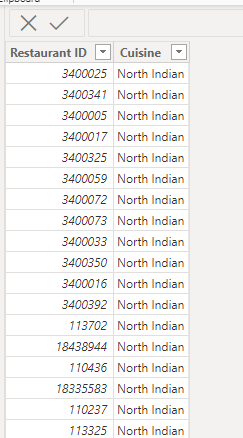 Restaurant ID Cuisine
3400025 North Indian
3400341 North Indian
3400005 North Indian
3400017 North Indian
3400325 North Indian
3400059 North Indian
3400072 North Indian
3400073 North Indian
3400033 North Indian
3400350 North Indian
3400016 North Indian
3400392 North Indian
113702 North Indian
18438944 North Indian
110436 North Indian
18335583 North Indian
110237 North Indian
113325 North Indian